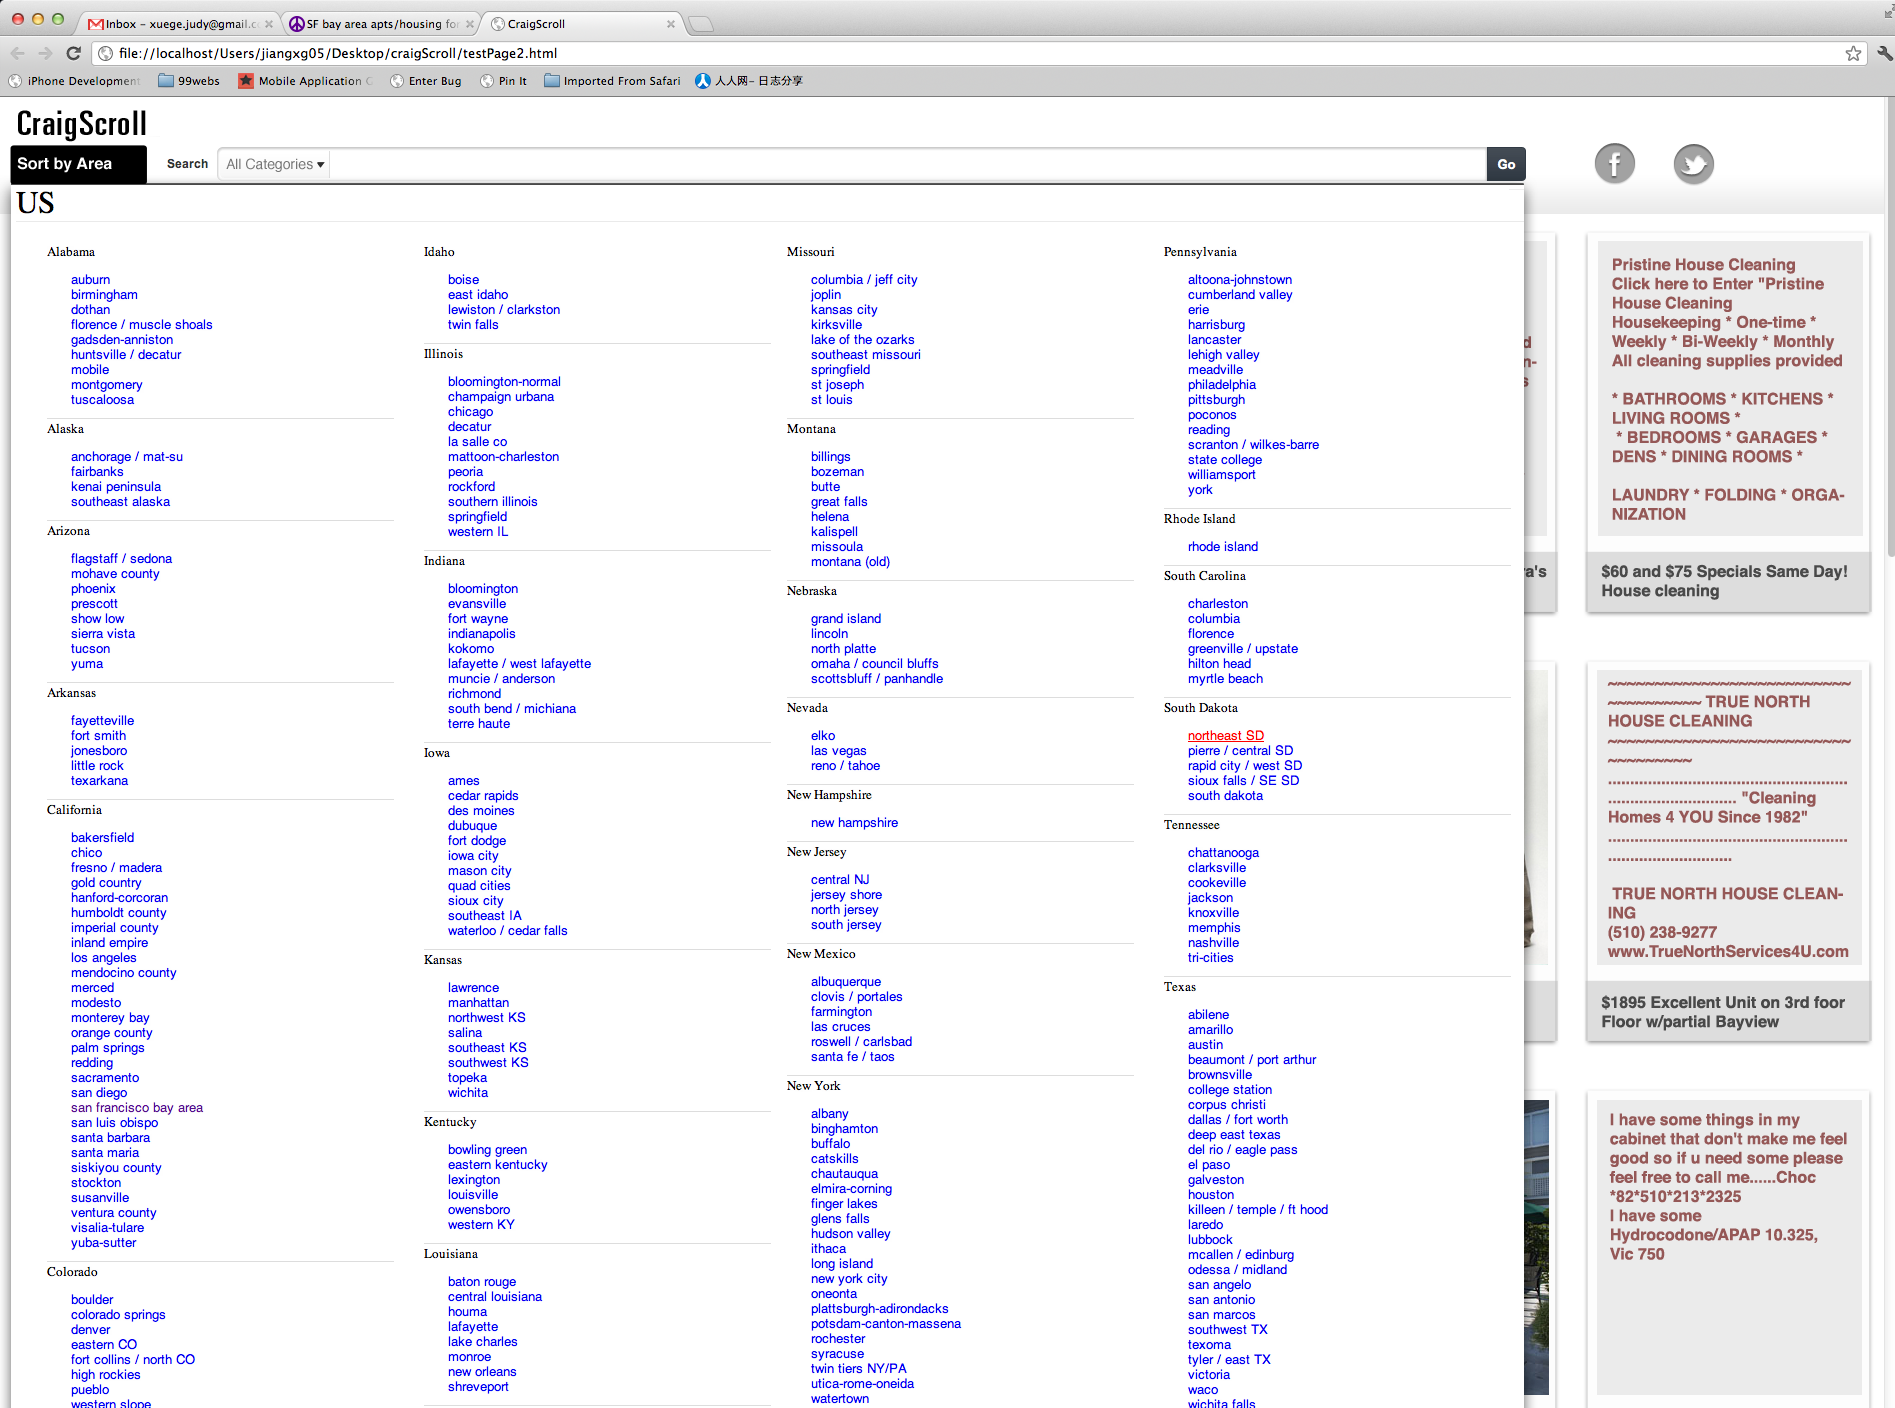 Inbox – xuege.judy@gmail.c
SF bay area apts/housing for
CraigScroll
file://localhost/Users/jiangxg05/Desktop/craigScroll/testPage2.html
iPhone Development
99webs
Mobile Application
Enter Bug
Pin It
Imported From Safari
人人网- 日志分享
CraigScroll
Sort by Area
Search
All Categories ▾
Go
US
Alabama
auburn
birmingham
dothan
florence / muscle shoals
gadsden-anniston
huntsville / decatur
mobile
montgomery
tuscaloosa
Alaska
anchorage / mat-su
fairbanks
kenai peninsula
southeast alaska
Arizona
flagstaff / sedona
mohave county
phoenix
prescott
show low
sierra vista
tucson
yuma
Arkansas
fayetteville
fort smith
jonesboro
little rock
texarkana
California
bakersfield
chico
fresno / madera
gold country
hanford-corcoran
humboldt county
imperial county
inland empire
los angeles
mendocino county
merced
modesto
monterey bay
orange county
palm springs
redding
sacramento
san diego
san francisco bay area
san luis obispo
santa barbara
santa maria
siskiyou county
stockton
susanville
ventura county
visalia-tulare
yuba-sutter
Colorado
boulder
colorado springs
denver
eastern CO
fort collins / north CO
high rockies
pueblo
western slope
Idaho
boise
east idaho
lewiston / clarkston
twin falls
Illinois
bloomington-normal
champaign urbana
chicago
decatur
la salle co
mattoon-charleston
peoria
rockford
southern illinois
springfield
western IL
Indiana
bloomington
evansville
fort wayne
indianapolis
kokomo
lafayette / west lafayette
muncie / anderson
richmond
south bend / michiana
terre haute
Iowa
ames
cedar rapids
des moines
dubuque
fort dodge
iowa city
mason city
quad cities
sioux city
southeast IA
waterloo / cedar falls
Kansas
lawrence
manhattan
northwest KS
salina
southeast KS
southwest KS
topeka
wichita
Kentucky
bowling green
eastern kentucky
lexington
louisville
owensboro
western KY
Louisiana
baton rouge
central louisiana
houma
lafayette
lake charles
monroe
new orleans
shreveport
Missouri
columbia / jeff city
joplin
kansas city
kirksville
lake of the ozarks
southeast missouri
springfield
st joseph
st louis
Montana
billings
bozeman
butte
great falls
helena
kalispell
missoula
montana (old)
Nebraska
grand island
lincoln
north platte
omaha / council bluffs
scottsbluff / panhandle
Nevada
elko
las vegas
reno / tahoe
New Hampshire
new hampshire
New Jersey
central NJ
jersey shore
north jersey
south jersey
New Mexico
albuquerque
clovis / portales
farmington
las cruces
roswell / carlsbad
santa fe / taos
New York
albany
binghamton
buffalo
catskills
chautauqua
elmira-corning
finger lakes
glens falls
hudson valley
ithaca
long island
new york city
oneonta
plattsburgh-adirondacks
potsdam-canton-massena
rochester
syracuse
twin tiers NY/PA
utica-rome-oneida
watertown
Pennsylvania
altoona-johnstown
cumberland valley
erie
harrisburg
lancaster
lehigh valley
meadville
philadelphia
pittsburgh
poconos
reading
scranton / wilkes-barre
state college
williamsport
york
Rhode Island
rhode island
South Carolina
charleston
columbia
florence
greenville / upstate
hilton head
myrtle beach
South Dakota
northeast SD
pierre / central SD
rapid city / west SD
sioux falls / SE SD
south dakota
Tennessee
chattanooga
clarksville
cookeville
jackson
knoxville
memphis
nashville
tri-cities
Texas
abilene
amarillo
austin
beaumont / port arthur
brownsville
college station
corpus christi
dallas / fort worth
deep east texas
del rio / eagle pass
el paso
galveston
houston
killeen / temple / ft hood
laredo
lubbock
mcallen / edinburg
odessa / midland
san angelo
san antonio
san marcos
southwest TX
texoma
tyler / east TX
victoria
waco
wichita falls
d
n-
s
ra's
Pristine House Cleaning
Click here to Enter "Pristine
House Cleaning
Housekeeping * One-time *
Weekly * Bi-Weekly * Monthly
All cleaning supplies provided
* BATHROOMS * KITCHENS *
LIVING ROOMS *
* BEDROOMS * GARAGES *
DENS * DINING ROOMS *
LAUNDRY * FOLDING * ORGA-
NIZATION
$60 and $75 Specials Same Day!
House cleaning
~~~~~~~~~~~~~~~~~~~~~~~~~~
~~~~~~~~~~ TRUE NORTH
HOUSE CLEANING
~~~~~~~~~~~~~~~~~~~~~~~~~~
~~~~~~~~~
......................................................
............................. "Cleaning
Homes 4 YOU Since 1982"
......................................................
............................
TRUE NORTH HOUSE CLEAN-
ING
(510) 238-9277
www.TrueNorthServices4U.com
$1895 Excellent Unit on 3rd foor
Floor w/partial Bayview
I have some things in my
cabinet that don't make me feel
good so if u need some please
feel free to call me......Choc
*82*510*213*2325
I have some
Hydrocodone/APAP 10.325,
Vic 750